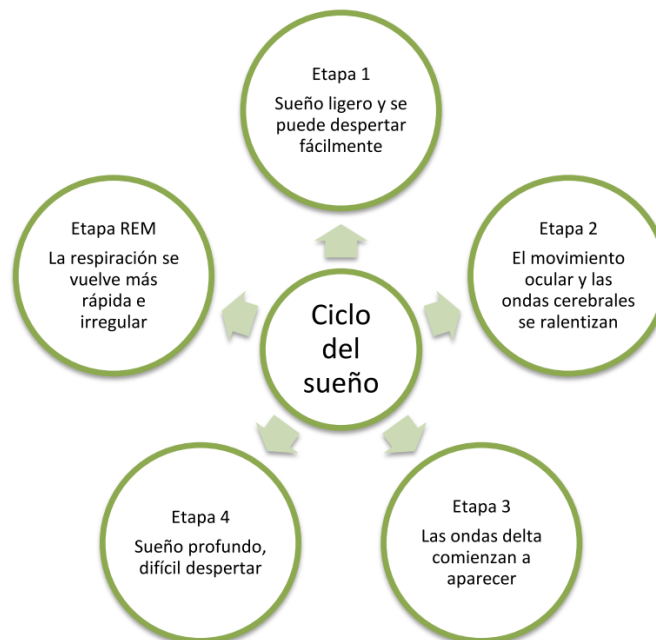 Etapa 1
Sueño ligero y se
puede despertar
fácilmente
Etapa REM
La respiración se
vuelve más
rápida e
irregular
Etapa 2
El movimiento
ocular y las
ondas cerebrales
se ralentizan
Ciclo
del
sueño
Etapa 4
Sueño profundo,
difícil despertar
Etapa 3
Las ondas delta
comienzan a
aparecer